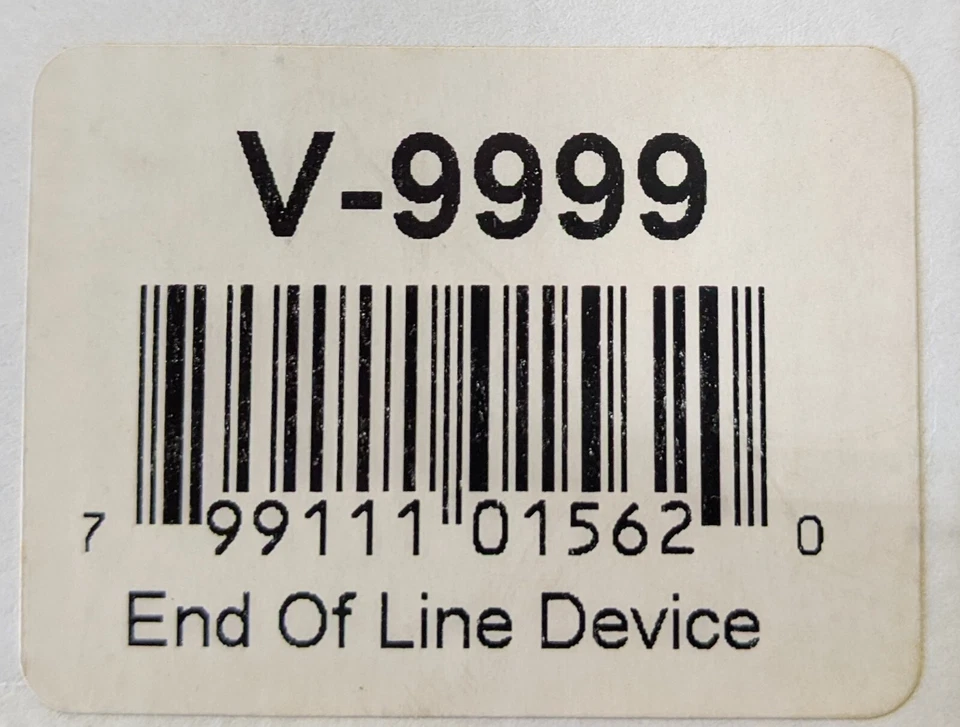 V-9999
7 99111 01562 0
End Of Line Device